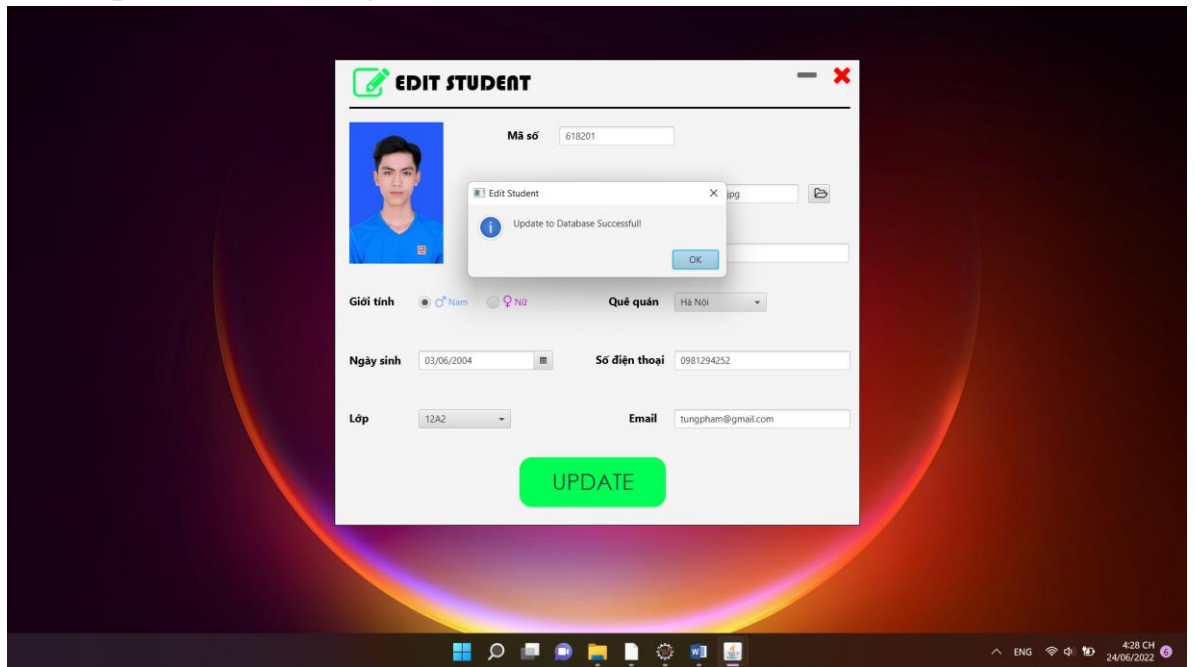 EDIT STUDENT
Mã số 618201
Edit Student
jpg
Update to Database Successful!
OK
Giới tính Nam Nữ Quê quán Hà Nội
Ngày sinh 03/06/2004 Số điện thoại 0981294252
Lớp 12A2 Email tungpham@gmail.com
UPDATE
ENG 4:28 CH
24/06/2022 6